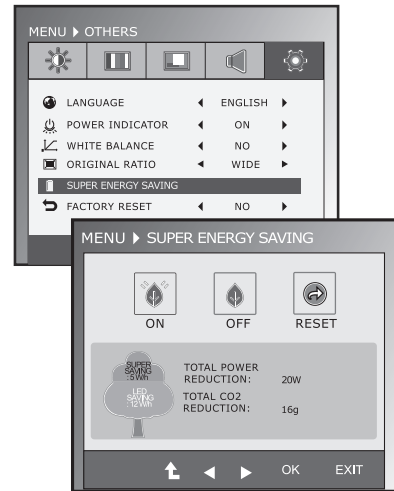 MENU ▶ OTHERS
LANGUAGE ◀ ENGLISH ▶
POWER INDICATOR ◀ ON ▶
WHITE BALANCE ◀ NO ▶
ORIGINAL RATIO ◀ WIDE ▶
SUPER ENERGY SAVING
FACTORY RESET ◀ NO ▶
MENU ▶ SUPER ENERGY SAVING
ON OFF RESET
SUPER
SAVING
:5 W/h
LED
SAVING
:12 W/h
TOTAL POWER
REDUCTION: 20W
TOTAL CO2
REDUCTION: 16g
OK EXIT